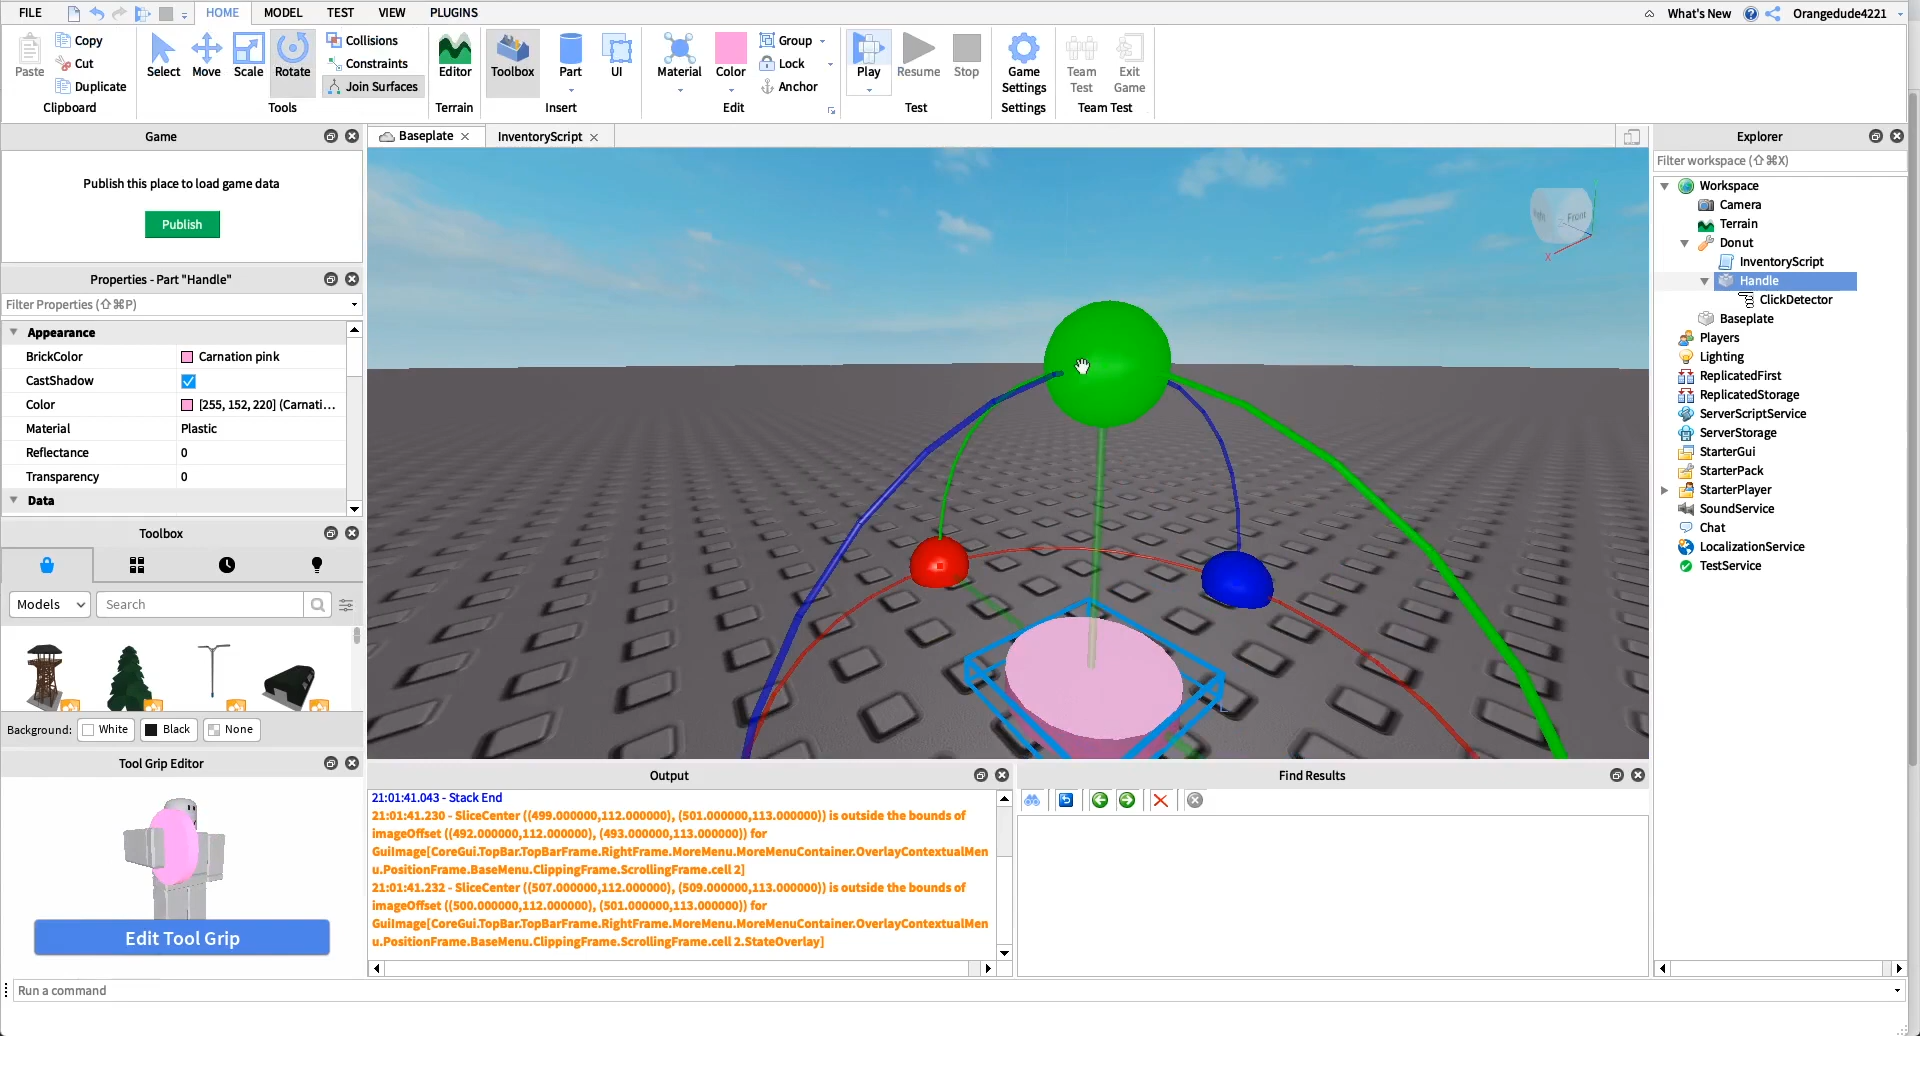 FILE
HOME
MODEL
TEST
VIEW
PLUGINS
What's New
Orangedude4221
Paste
Copy
Cut
Duplicate
Clipboard
Select
Move
Scale
Rotate
Collisions
Constraints
Join Surfaces
Tools
Editor
Terrain
Toolbox
Part
UI
Insert
Material
Color
Group
Lock
Anchor
Edit
Play
Resume
Stop
Test
Game
Settings
Settings
Team
Test
Exit
Game
Team Test
Game
Publish this place to load game data
Publish
Properties - Part "Handle"
Filter Properties (⇧⌘P)
Appearance
BrickColor Carnation pink
CastShadow
Color [255, 152, 220] (Carnati...
Material Plastic
Reflectance 0
Transparency 0
Data
Toolbox
Models
Search
Background: White Black None
Tool Grip Editor
Edit Tool Grip
Run a command
Baseplate
InventoryScript
Right
Front
X
Output
21:01:41.043 - Stack End
21:01:41.230 - SliceCenter ((499.000000,112.000000), (501.000000,113.000000)) is outside the bounds of
imageOffset ((492.000000,112.000000), (493.000000,113.000000)) for
GuiImage[CoreGui.TopBar.TopBarFrame.RightFrame.MoreMenu.MoreMenuContainer.OverlayContextualMen
u.PositionFrame.BaseMenu.ClippingFrame.ScrollingFrame.cell 2]
21:01:41.232 - SliceCenter ((507.000000,112.000000), (509.000000,113.000000)) is outside the bounds of
imageOffset ((500.000000,112.000000), (501.000000,113.000000)) for
GuiImage[CoreGui.TopBar.TopBarFrame.RightFrame.MoreMenu.MoreMenuContainer.OverlayContextualMen
u.PositionFrame.BaseMenu.ClippingFrame.ScrollingFrame.cell 2.StateOverlay]
Find Results
Explorer
Filter workspace (⇧⌘X)
Workspace
Camera
Terrain
Donut
InventoryScript
Handle
ClickDetector
Baseplate
Players
Lighting
ReplicatedFirst
ReplicatedStorage
ServerScriptService
ServerStorage
StarterGui
StarterPack
StarterPlayer
SoundService
Chat
LocalizationService
TestService